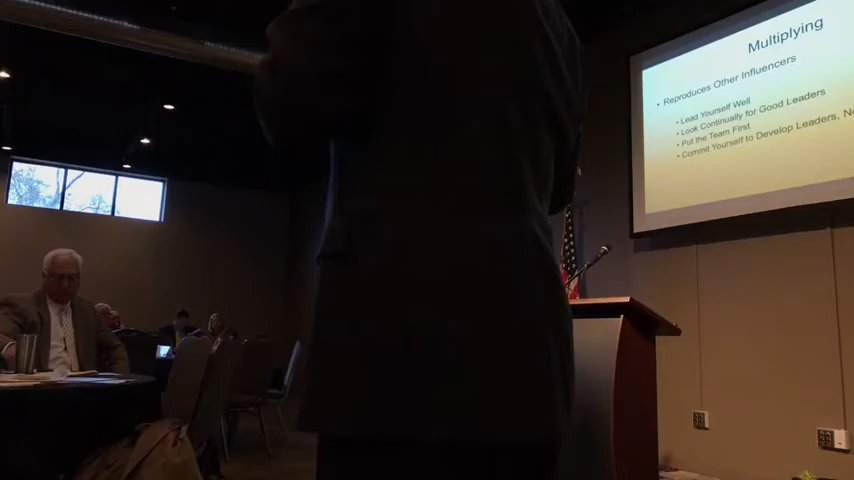 Multiplying
• Reproduces Other Influencers
• Lead Yourself Well
• Look Continually for Good Leaders
• Put the Team First
• Commit Yourself to Develop Leaders,